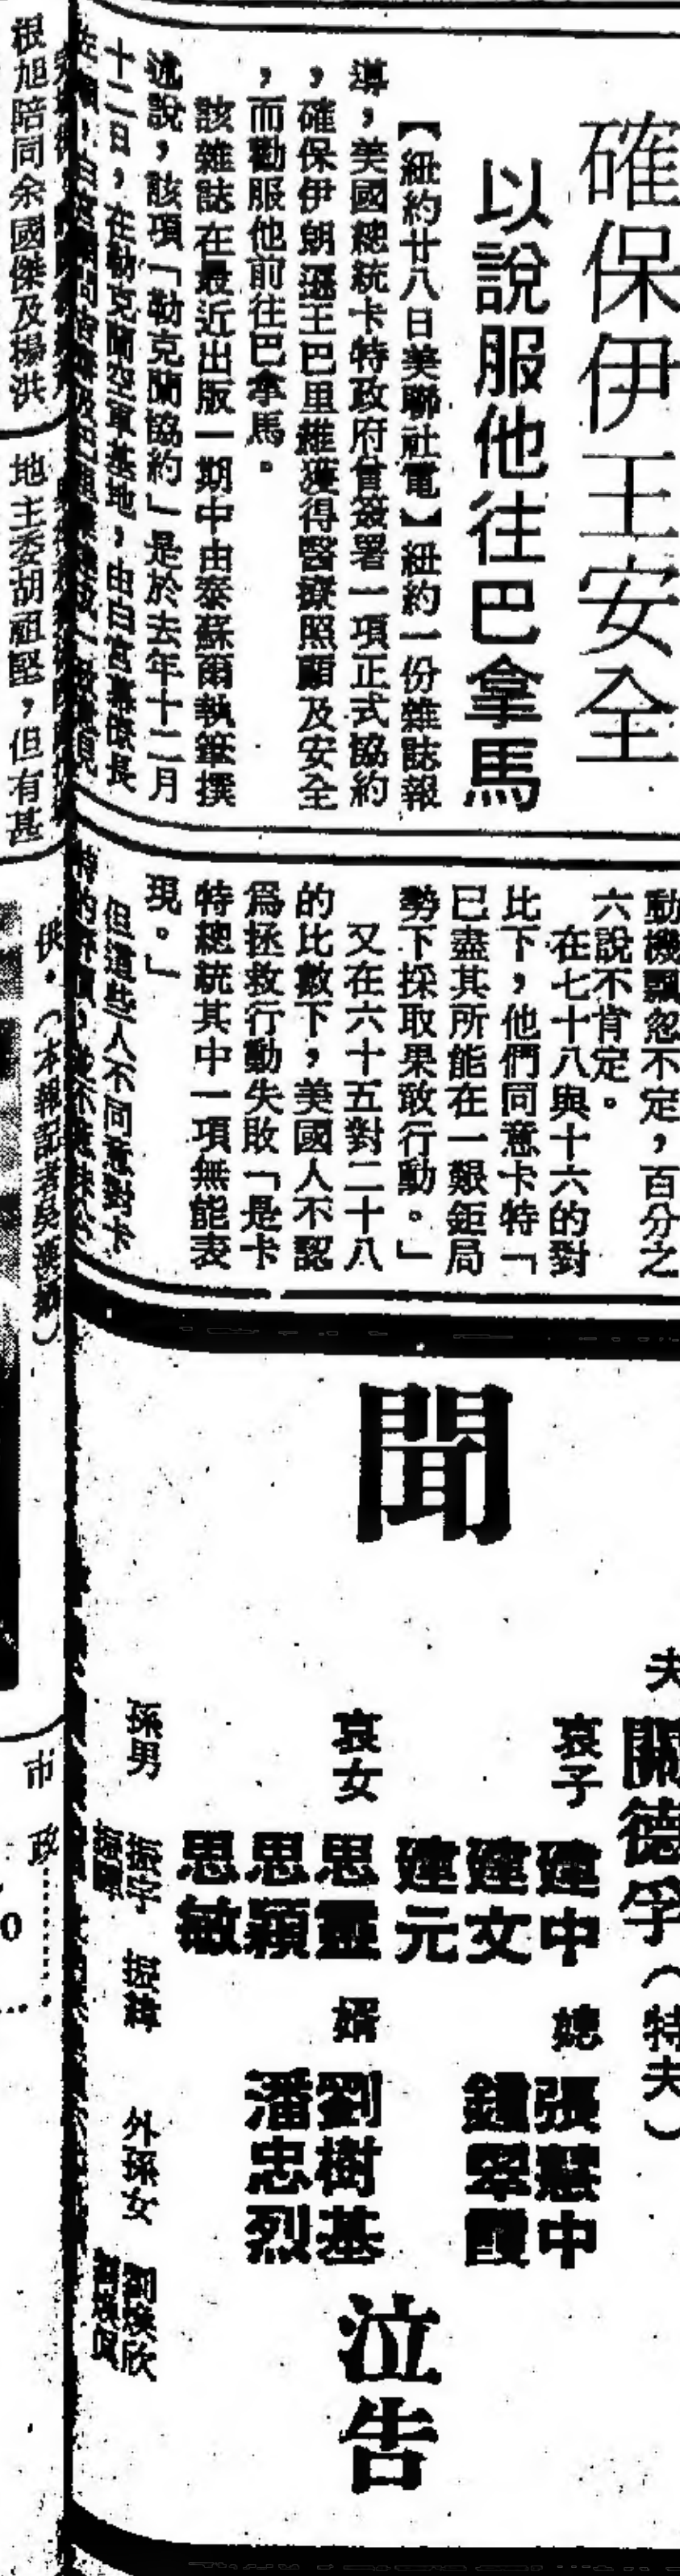 確保伊王安全
以說服他往巴拿馬
【紐約廿八日美聯社電】紐約一份雜誌報
導，美國總統卡特政府曾簽署一項正式協約
，確保伊朗遜王巴里維獲得醫療照顧及安全
，而勸服他前往巴拿馬。
該雜誌在最近出版一期中由泰蘇爾執筆撰
述說，該項「勒克蘭協約」是於去年十二月
十二日，在勒克蘭空軍基地，由白宮幕僚長
動機飄忽不定，百分之
六說不肯定。
在七十八與十六的對
比下，他們同意卡特「
已盡其所能在一艱鉅局
勢下採取果敢行動。」
又在六十五對二十八
的比數下，美國人不認
為拯救行動失敗「是卡
特總統其中一項無能表
現。」
但這些人不同意對卡
聞
夫 關德孚（特夫）
哀子 建中 媳 張慧中
建文 鍾翠霞
建元
哀女 思靈 婿 劉樹基
思穎 潘忠烈
思敏
孫男 振宇 振緯 外孫女 劉煥欣
泣告
根旭陪同余國傑及楊洪
地主委胡祖堅，但有甚
供。（本報記者吳漢
市 政
0